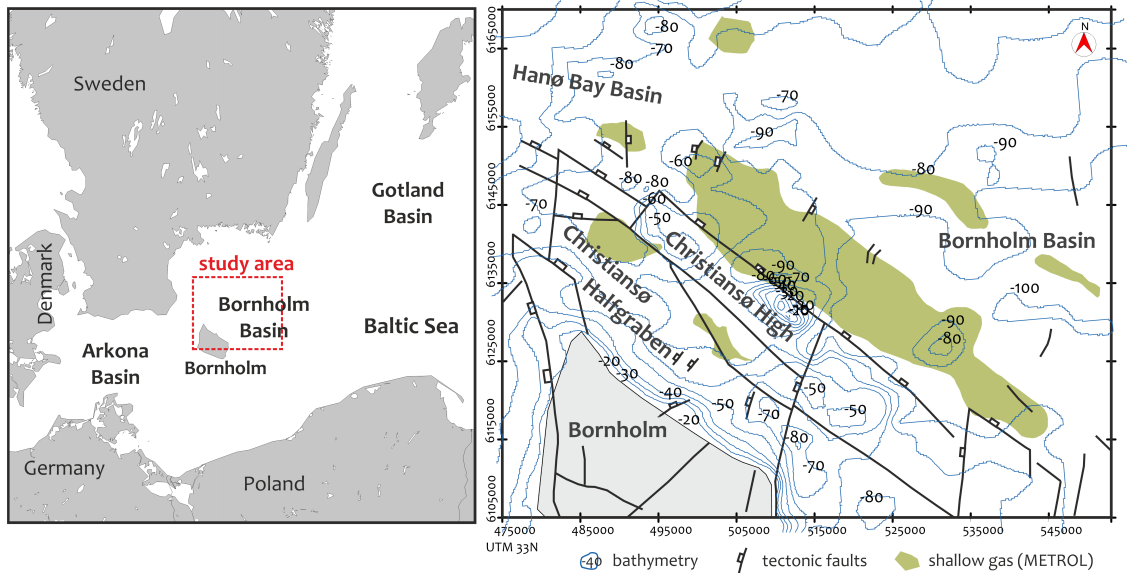 Sweden
Gotland
Basin
Denmark
study area
Bornholm
Basin
Baltic Sea
Arkona
Basin
Bornholm
Germany
Poland
6165000
6155000
6145000
6135000
6125000
6115000
6105000
N
-80
-70
-80
Hanø Bay Basin
-70
-90
-90
-60
-80
-80
-80
-60
-70
-50
-90
Bornholm Basin
Christiansø
Halfgraben
Christiansø High
-90
-80
-70
-100
-90
-80
-20
-30
-40
-50
-20
-70
-50
-50
-80
-70
-80
Bornholm
475000
485000
495000
505000
515000
525000
535000
545000
UTM 33N
-40 bathymetry
tectonic faults
shallow gas (METROL)